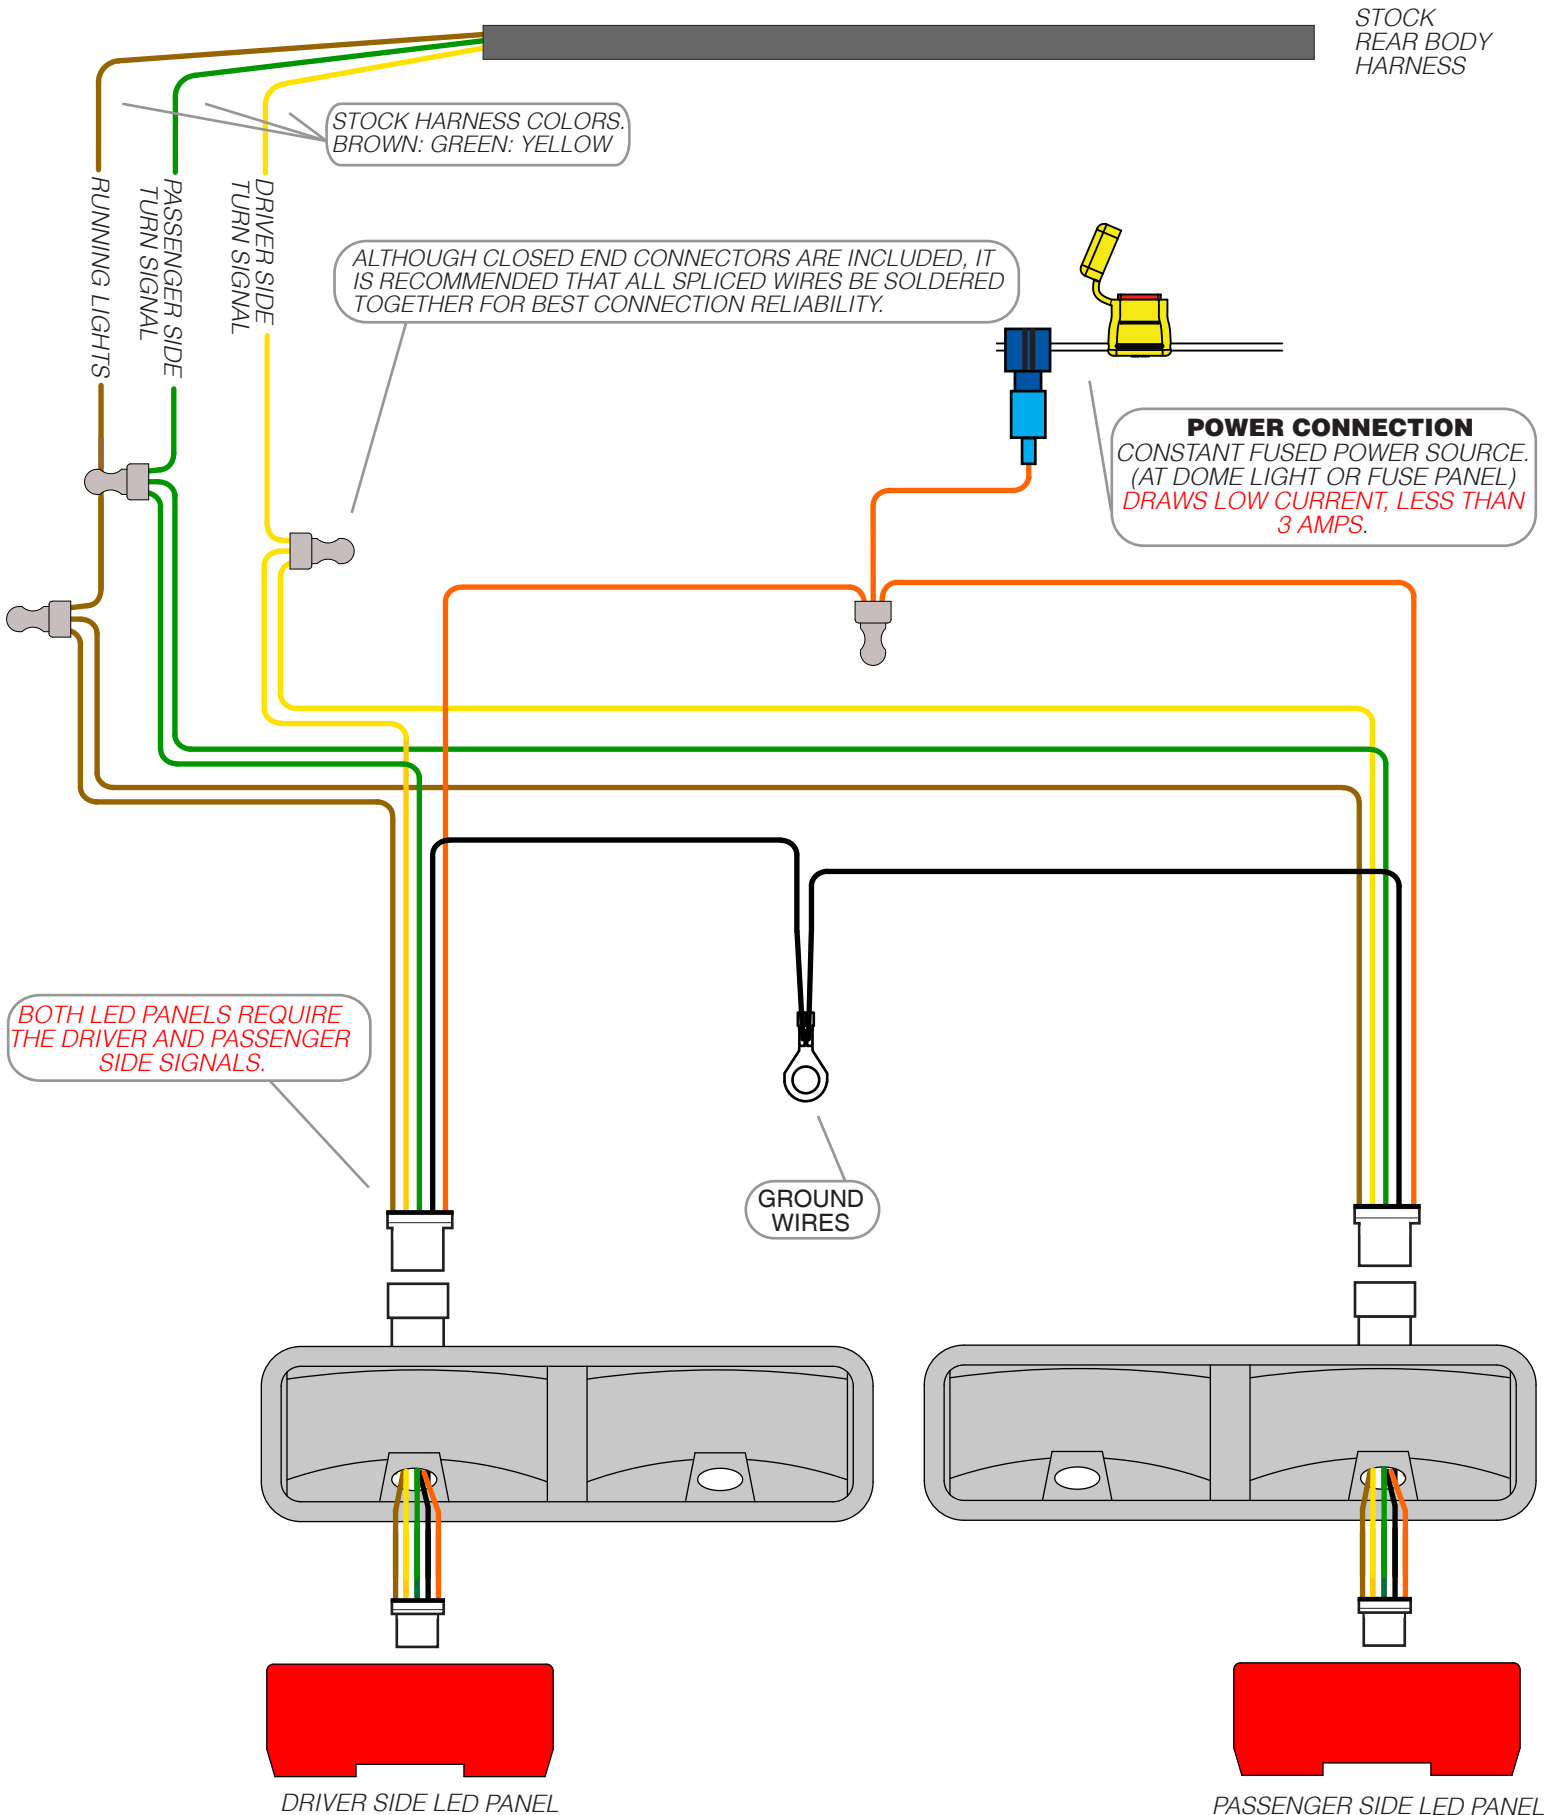 STOCK
REAR BODY
HARNESS
STOCK HARNESS COLORS.
BROWN: GREEN: YELLOW
RUNNING LIGHTS
PASSENGER SIDE
TURN SIGNAL
DRIVER SIDE
TURN SIGNAL
ALTHOUGH CLOSED END CONNECTORS ARE INCLUDED, IT
IS RECOMMENDED THAT ALL SPLICED WIRES BE SOLDERED
TOGETHER FOR BEST CONNECTION RELIABILITY.
POWER CONNECTION
CONSTANT FUSED POWER SOURCE.
(AT DOME LIGHT OR FUSE PANEL)
DRAWS LOW CURRENT, LESS THAN
3 AMPS.
BOTH LED PANELS REQUIRE
THE DRIVER AND PASSENGER
SIDE SIGNALS.
GROUND
WIRES
DRIVER SIDE LED PANEL
PASSENGER SIDE LED PANEL